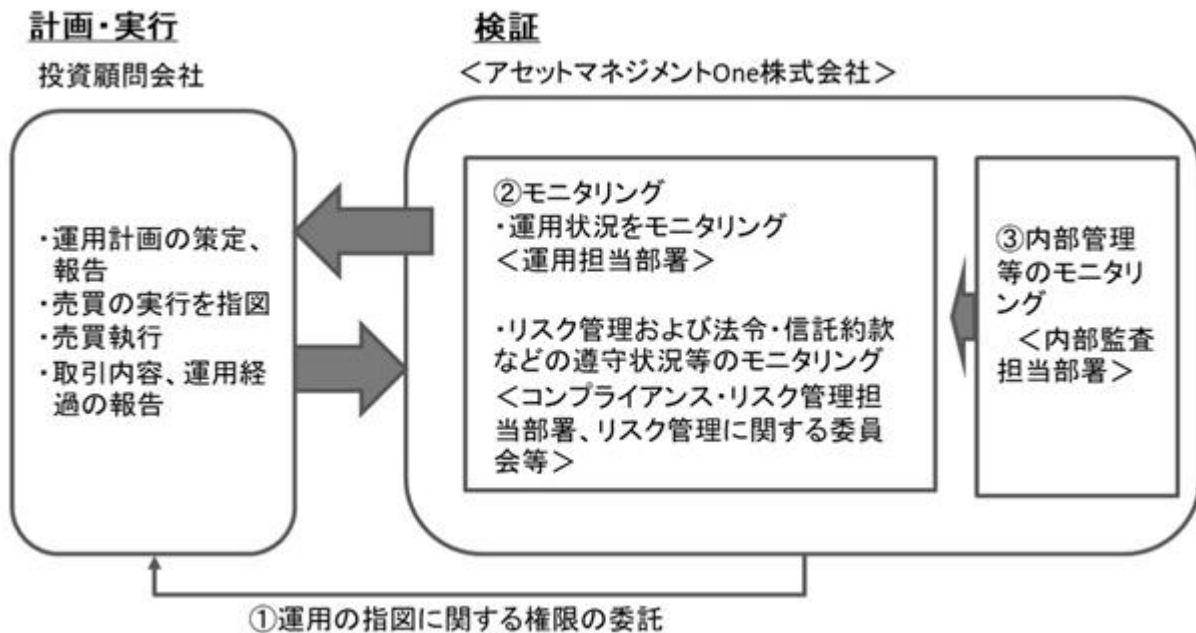 計画・実行
投資顧問会社
・運用計画の策定、
報告
・売買の実行を指図
・売買執行
・取引内容、運用経
過の報告
検証
＜アセットマネジメントOne株式会社＞
②モニタリング
・運用状況をモニタリング
＜運用担当部署＞
・リスク管理および法令・信託約款
などの遵守状況等のモニタリング
＜コンプライアンス・リスク管理担
当部署、リスク管理に関する委員
会等＞
③内部管理
等のモニタリ
ング
＜内部監査
担当部署＞
①運用の指図に関する権限の委託